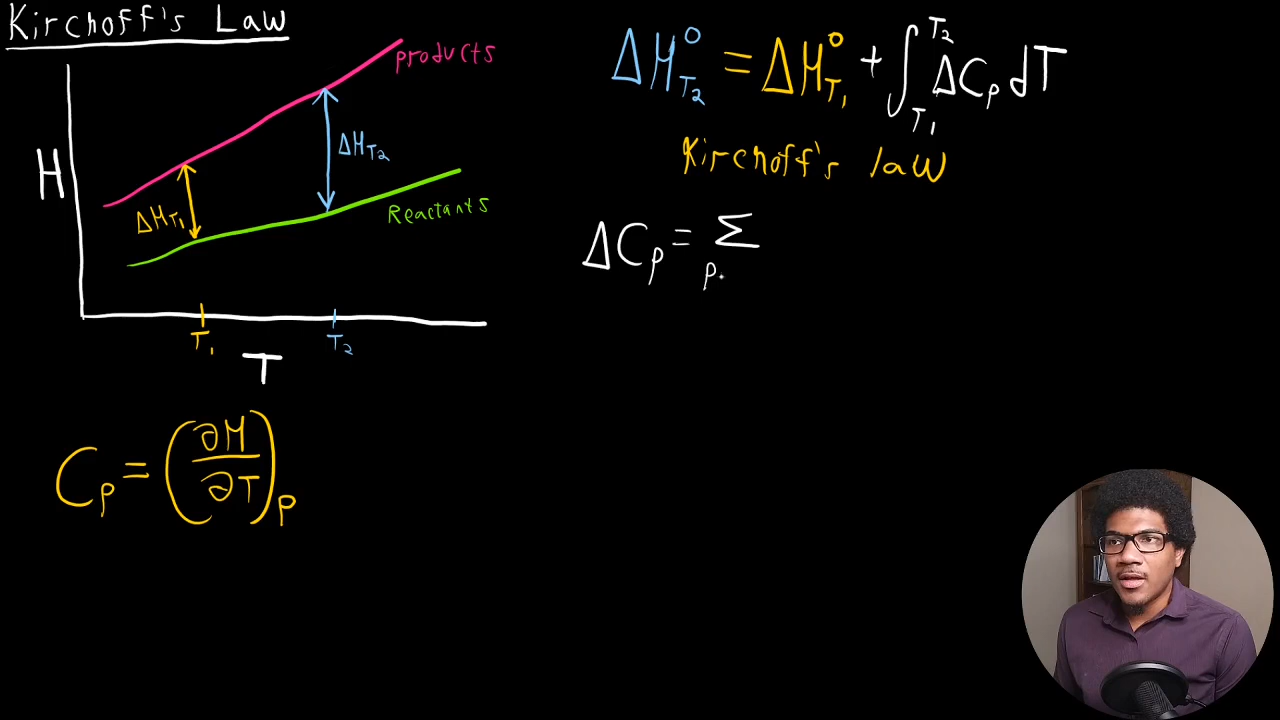 Kirchoff's Law
products
H
ΔH_T₂
ΔH_T₁
Reactants
T₁
T₂
T
C_p = (∂H/∂T)_p
ΔH°_T₂ = ΔH°_T₁ + ∫_T₁^T₂ ΔC_p dT
Kirchoff's law
ΔC_p = Σ
p.